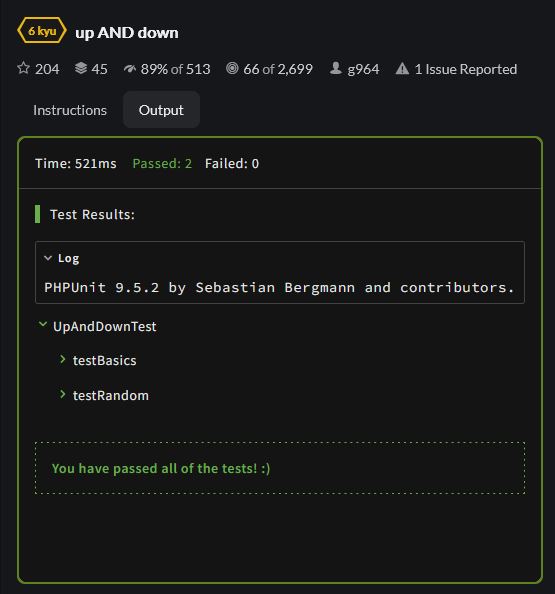 6 kyu up AND down
204 45 89% of 513 66 of 2,699 g964 1 Issue Reported
Instructions Output
Time: 521ms Passed: 2 Failed: 0
Test Results:
Log
PHPUnit 9.5.2 by Sebastian Bergmann and contributors.
UpAndDownTest
testBasics
testRandom
You have passed all of the tests! :)